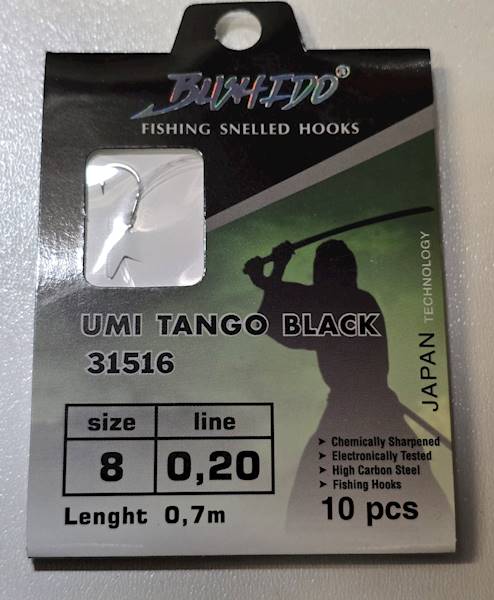 BUSHIDO®
FISHING SNELLED HOOKS
UMI TANGO BLACK
31516
JAPAN TECHNOLOGY
size line
8 0,20
Lenght 0,7m
➤ Chemically Sharpened
➤ Electronically Tested
➤ High Carbon Steel
➤ Fishing Hooks
10 pcs